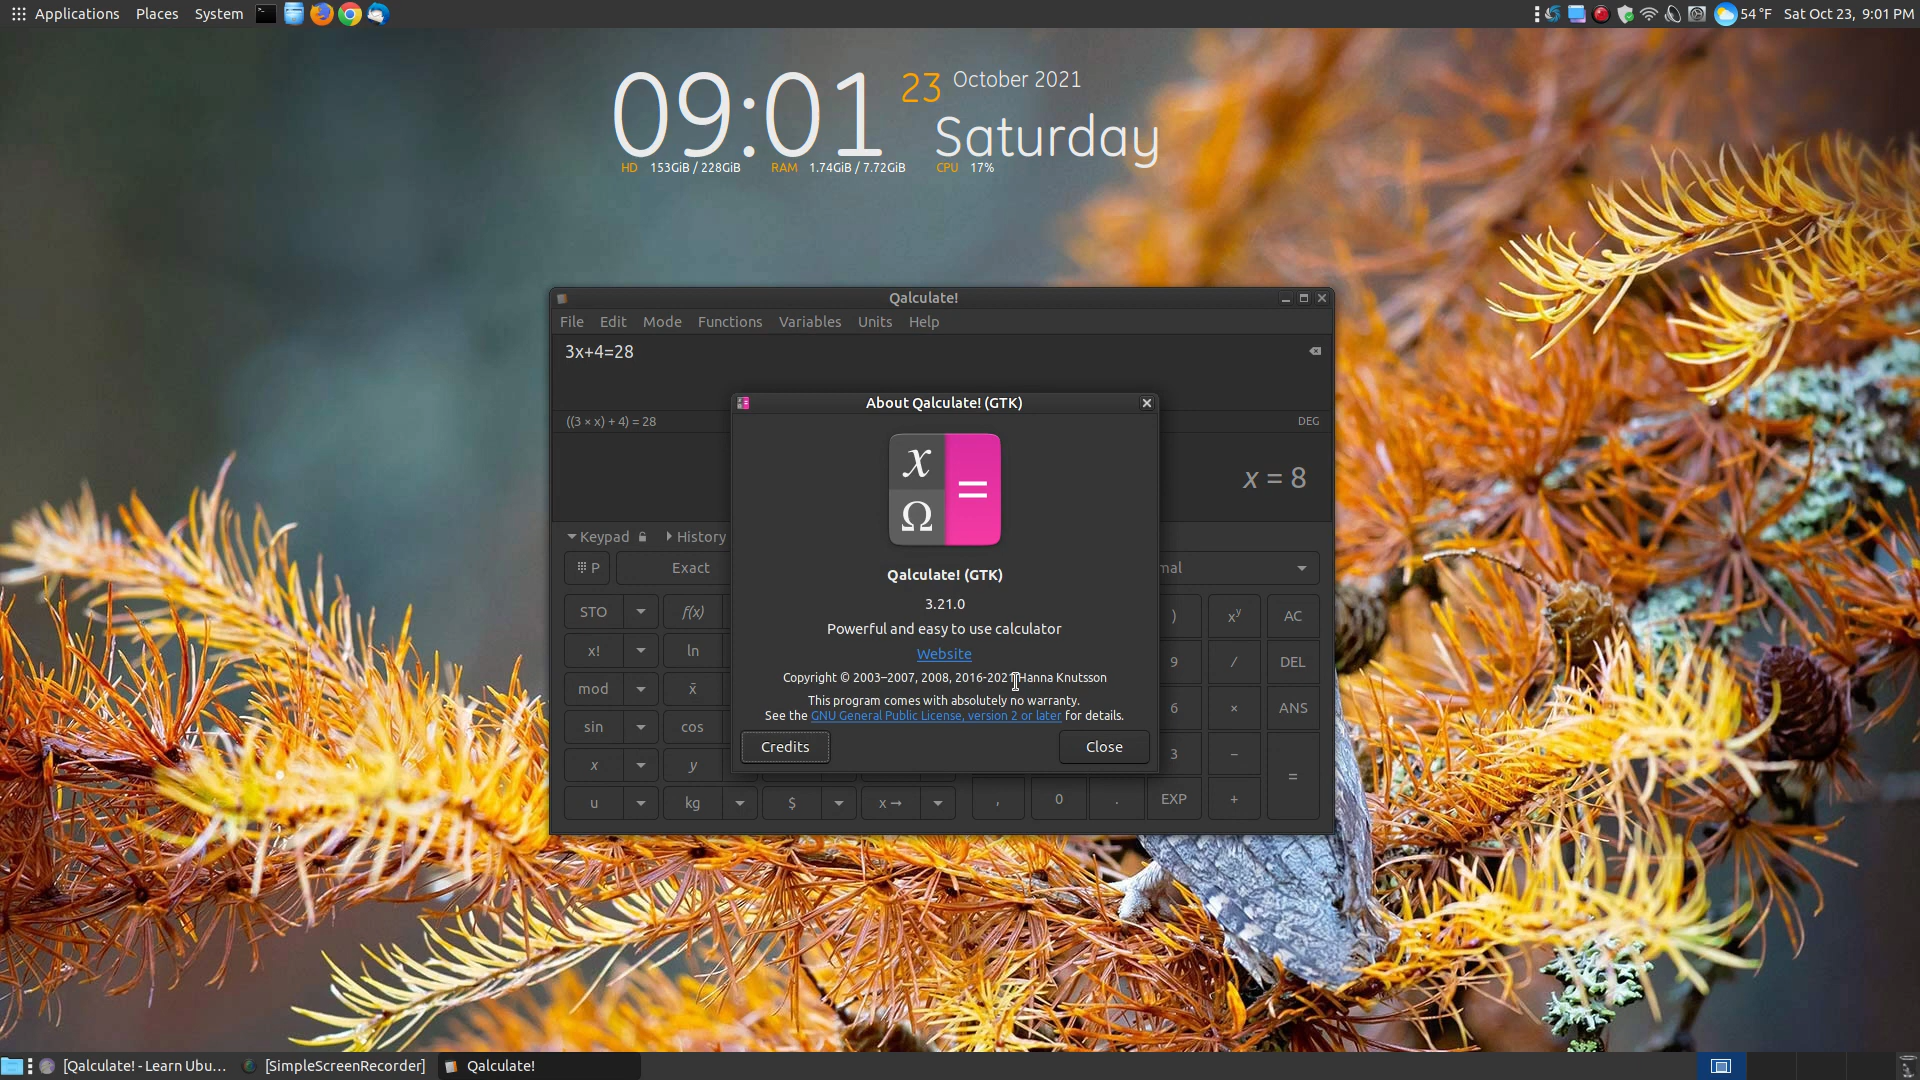 Applications Places System 54 °F Sat Oct 23, 9:01 PM
09:01 23 October 2021
Saturday
HD 153GiB / 228GiB RAM 1.74GiB / 7.72GiB CPU 17%
Qalculate!
File Edit Mode Functions Variables Units Help
3x+4=28
((3 × x) + 4) = 28 DEG
x = 8
Keypad History
P Exact mal
About Qalculate! (GTK)
x
=
Ω
Qalculate! (GTK)
3.21.0
Powerful and easy to use calculator
Website
Copyright © 2003–2007, 2008, 2016-2021 Hanna Knutsson
This program comes with absolutely no warranty.
See the GNU General Public License, version 2 or later for details.
Credits Close
STO f(x) ) xʸ AC
x! ln 9 / DEL
mod x̄ 6 × ANS
sin cos 3 − =
x y
u kg $ x → , 0 . EXP +
[Qalculate! - Learn Ubu... [SimpleScreenRecorder] Qalculate!